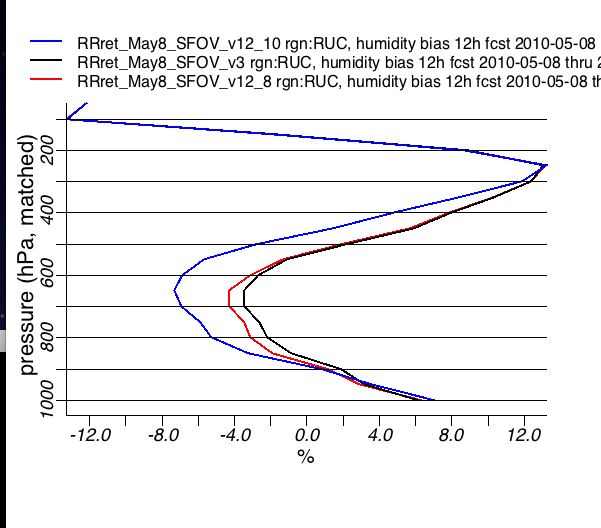 RRret_May8_SFOV_v12_10 rgn:RUC, humidity bias 12h fcst 2010-05-08
RRret_May8_SFOV_v3 rgn:RUC, humidity bias 12h fcst 2010-05-08 thru 2
RRret_May8_SFOV_v12_8 rgn:RUC, humidity bias 12h fcst 2010-05-08 th
pressure (hPa, matched)
200
400
600
800
1000
-12.0 -8.0 -4.0 0.0 4.0 8.0 12.0
%